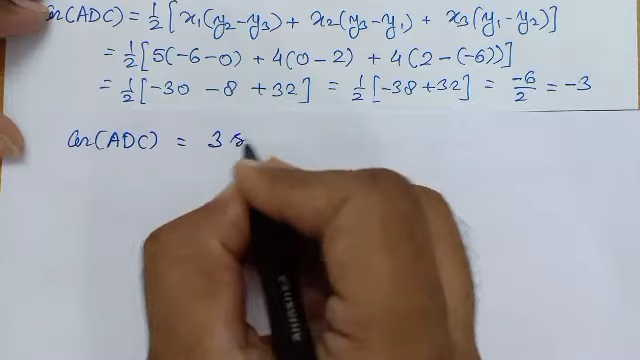 ar(ADC) = 1/2 [x₁(y₂-y₃) + x₂(y₃-y₁) + x₃(y₁-y₂)]
= 1/2 [5(-6-0) + 4(0-2) + 4(2-(-6))]
= 1/2 [-30 -8 +32] = 1/2 [-38+32] = -6/2 = -3
ar(ADC) = 3 s